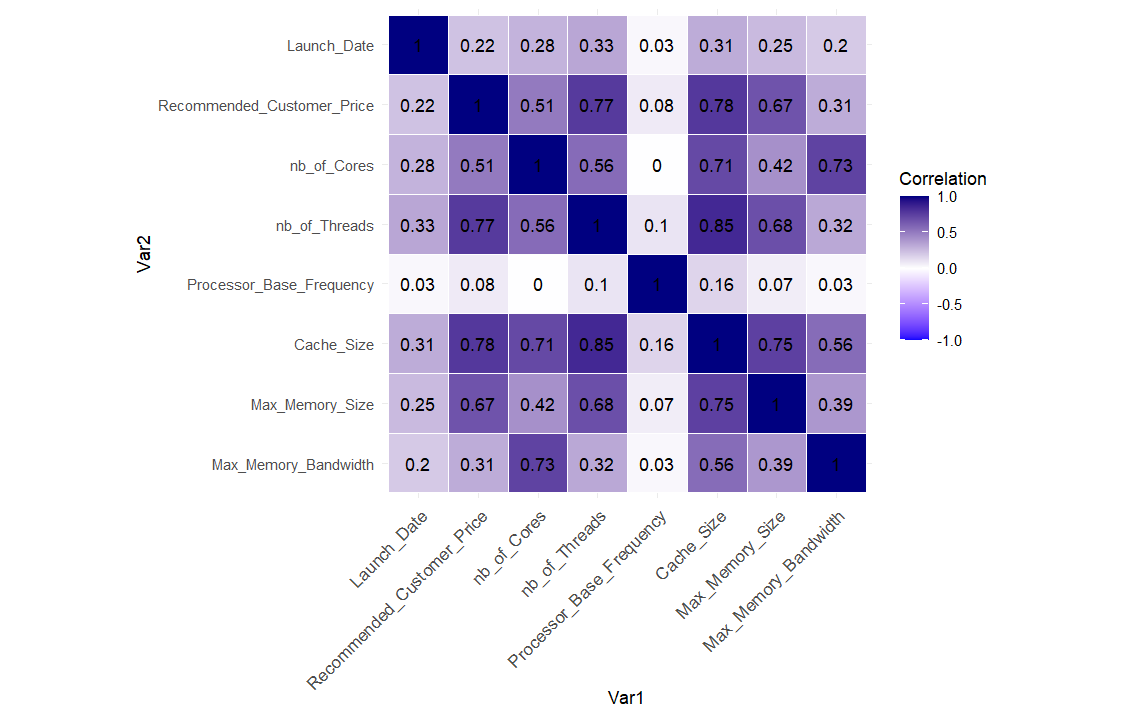 Launch_Date 1 0.22 0.28 0.33 0.03 0.31 0.25 0.2
Recommended_Customer_Price 0.22 1 0.51 0.77 0.08 0.78 0.67 0.31
nb_of_Cores 0.28 0.51 1 0.56 0 0.71 0.42 0.73
nb_of_Threads 0.33 0.77 0.56 1 0.1 0.85 0.68 0.32
Processor_Base_Frequency 0.03 0.08 0 0.1 1 0.16 0.07 0.03
Cache_Size 0.31 0.78 0.71 0.85 0.16 1 0.75 0.56
Max_Memory_Size 0.25 0.67 0.42 0.68 0.07 0.75 1 0.39
Max_Memory_Bandwidth 0.2 0.31 0.73 0.32 0.03 0.56 0.39 1
Var2
Launch_Date
Recommended_Customer_Price
nb_of_Cores
nb_of_Threads
Processor_Base_Frequency
Cache_Size
Max_Memory_Size
Max_Memory_Bandwidth
Var1
Correlation
1.0
0.5
0.0
-0.5
-1.0